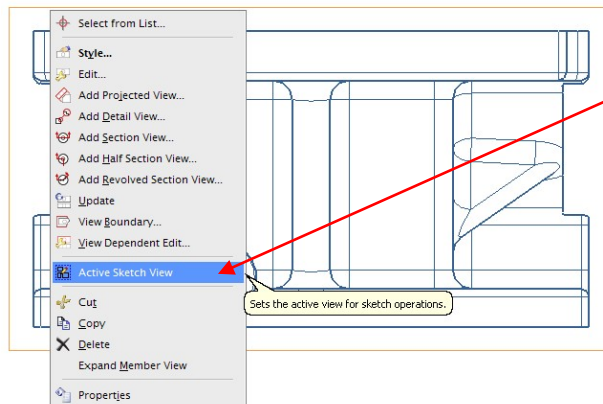 Select from List...
Style...
Edit...
Add Projected View...
Add Detail View...
Add Section View...
Add Half Section View...
Add Revolved Section View...
Update
View Boundary...
View Dependent Edit...
Active Sketch View
Sets the active view for sketch operations.
Cut
Copy
Delete
Expand Member View
Properties